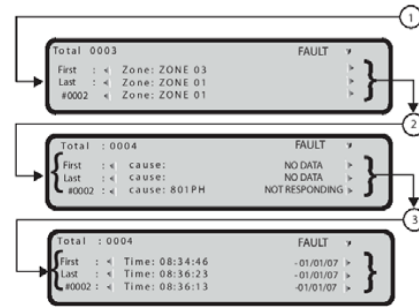 1
Total 0003 FAULT
First : < Zone: ZONE 03 >
Last : < Zone: ZONE 01 >
#0002 < Zone: ZONE 01 >
2
Total : 0004 FAULT
First : < cause: NO DATA >
Last : < cause: NO DATA >
#0002 : < cause: 801PH NOT RESPONDING >
3
Total : 0004 FAULT
First : < Time: 08:34:46 - 01/01/07 >
Last : < Time: 08:36:23 - 01/01/07 >
#0002 : < Time: 08:36:13 -01/01/07 >